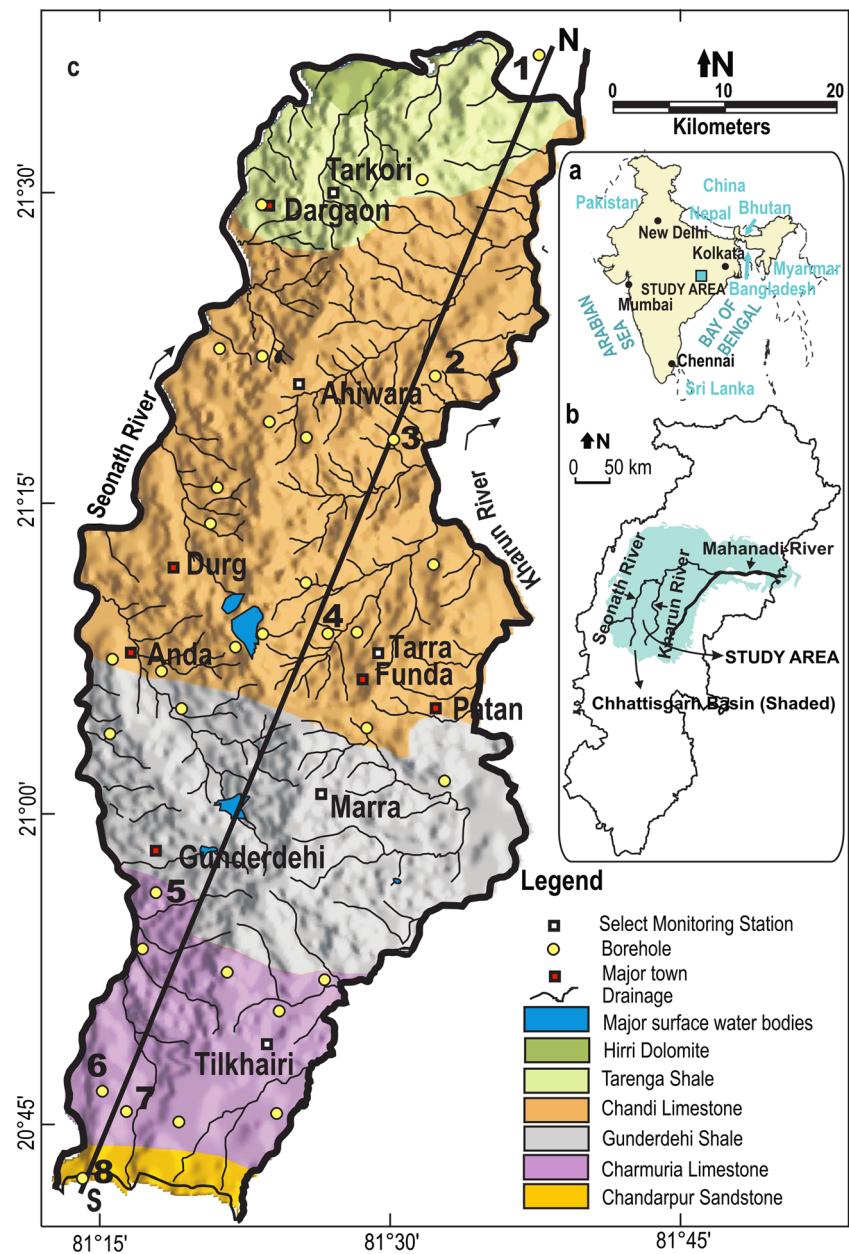 c
N
1
N
0 10 20
Kilometers
21°30'
21°15'
21°00'
20°45'
81°15' 81°30' 81°45'
Tarkori
Dargaon
2
Ahiwara
3
Seonath River
Kharun River
Durg
4
Anda
Tarra
Funda
Patan
Marra
Gunderdehi
5
Tilkhairi
6
7
8
S
a
Pakistan
China
Nepal
Bhutan
New Delhi
Kolkata
Myanmar
STUDY AREA
Bangladesh
Mumbai
ARABIAN
SEA
BAY OF
BENGAL
Chennai
Sri Lanka
b
N
0 50 km
Mahanadi River
Seonath River
Kharun River
STUDY AREA
Chhattisgarh Basin (Shaded)
Legend
Select Monitoring Station
Borehole
Major town
Drainage
Major surface water bodies
Hirri Dolomite
Tarenga Shale
Chandi Limestone
Gunderdehi Shale
Charmuria Limestone
Chandarpur Sandstone